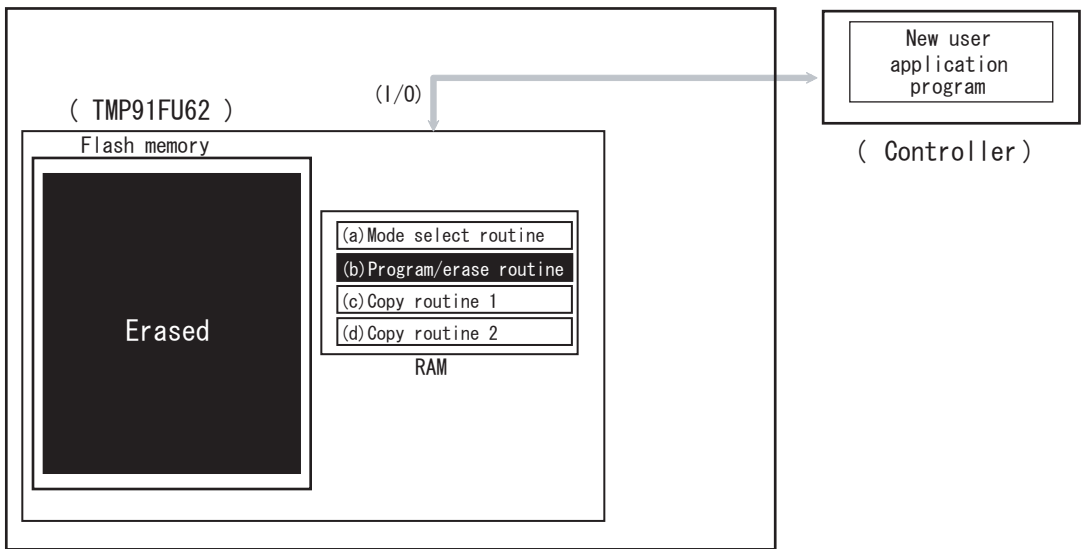 New user
application
program
( Controller)
(I/O)
( TMP91FU62 )
Flash memory
Erased
(a)Mode select routine
(b)Program/erase routine
(c)Copy routine 1
(d)Copy routine 2
RAM